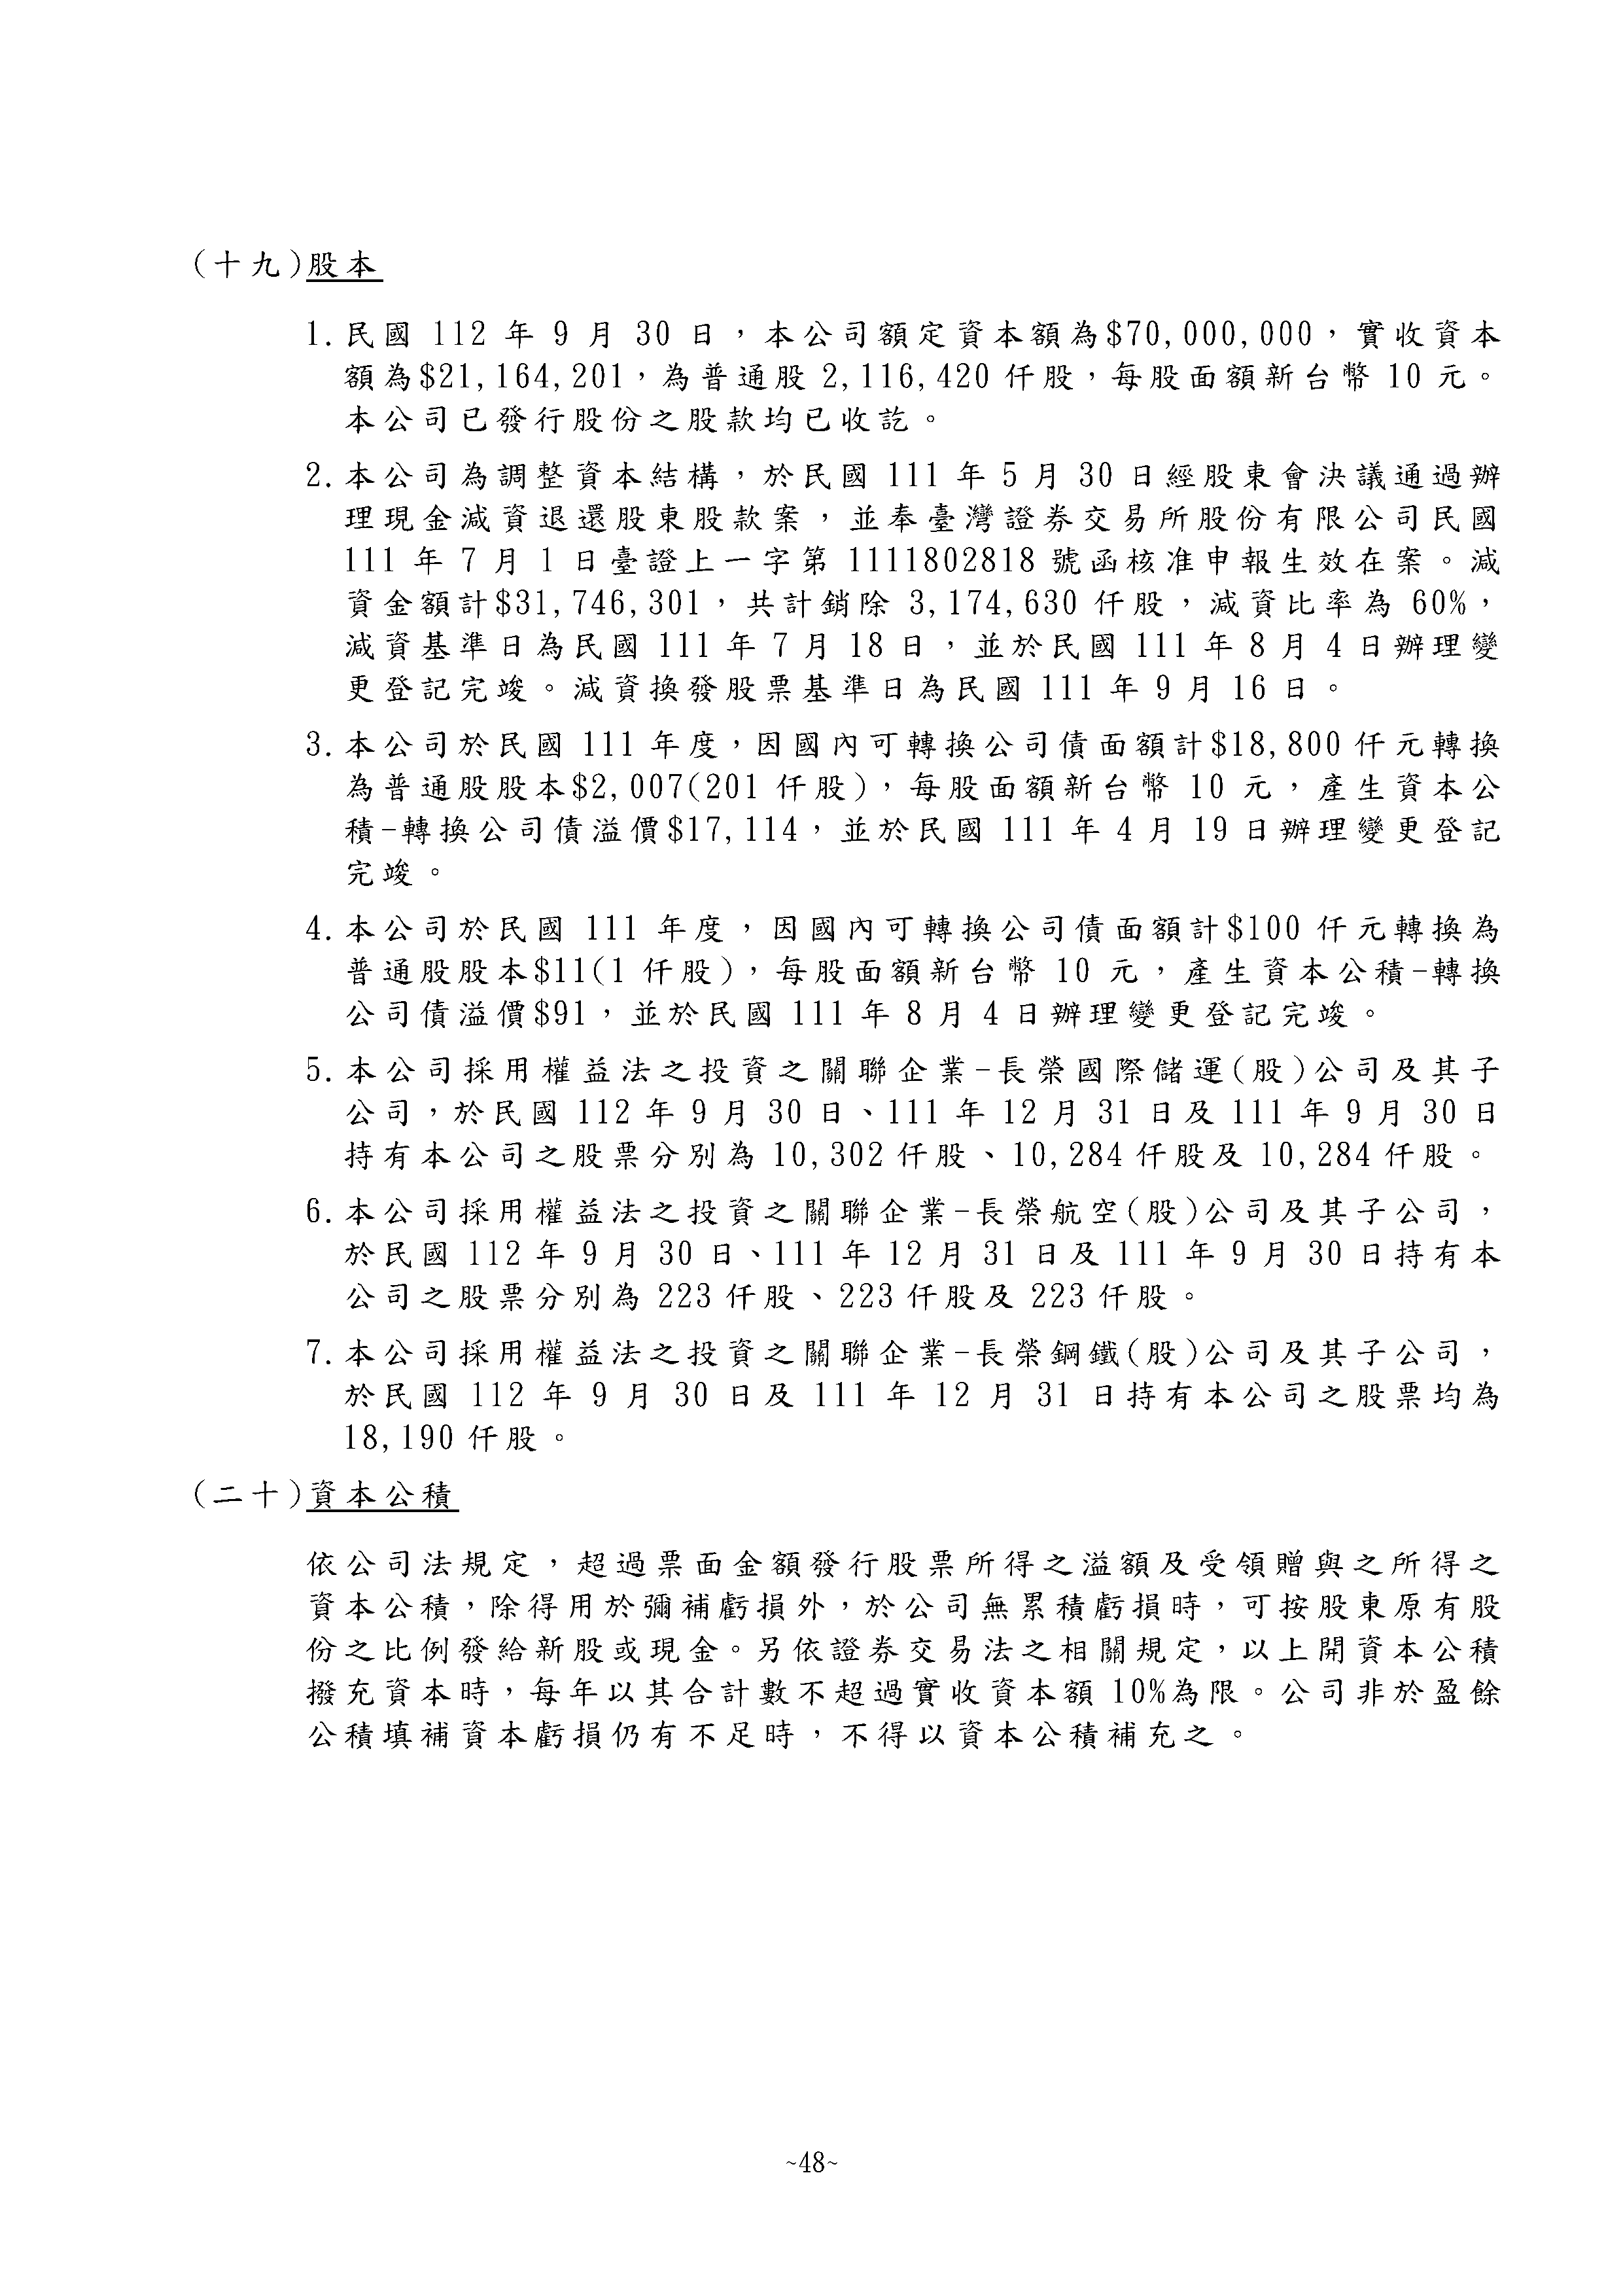 (十九)股本
1.民國 112 年 9 月 30 日，本公司額定資本額為$70,000,000，實收資本
額為$21,164,201，為普通股 2,116,420 仟股，每股面額新台幣 10 元。
本公司已發行股份之股款均已收訖。
2.本公司為調整資本結構，於民國 111 年 5 月 30 日經股東會決議通過辦
理現金減資退還股東股款案，並奉臺灣證券交易所股份有限公司民國
111 年 7 月 1 日臺證上一字第 1111802818 號函核准申報生效在案。減
資金額計$31,746,301，共計銷除 3,174,630 仟股，減資比率為 60%，
減資基準日為民國 111 年 7 月 18 日，並於民國 111 年 8 月 4 日辦理變
更登記完竣。減資換發股票基準日為民國 111 年 9 月 16 日。
3.本公司於民國 111 年度，因國內可轉換公司債面額計$18,800 仟元轉換
為普通股股本$2,007(201 仟股)，每股面額新台幣 10 元，產生資本公
積-轉換公司債溢價$17,114，並於民國 111 年 4 月 19 日辦理變更登記
完竣。
4.本公司於民國 111 年度，因國內可轉換公司債面額計$100 仟元轉換為
普通股股本$11(1 仟股)，每股面額新台幣 10 元，產生資本公積-轉換
公司債溢價$91，並於民國 111 年 8 月 4 日辦理變更登記完竣。
5.本公司採用權益法之投資之關聯企業-長榮國際儲運(股)公司及其子
公司，於民國 112 年 9 月 30 日、111 年 12 月 31 日及 111 年 9 月 30 日
持有本公司之股票分別為 10,302 仟股、10,284 仟股及 10,284 仟股。
6.本公司採用權益法之投資之關聯企業-長榮航空(股)公司及其子公司，
於民國 112 年 9 月 30 日、111 年 12 月 31 日及 111 年 9 月 30 日持有本
公司之股票分別為 223 仟股、223 仟股及 223 仟股。
7.本公司採用權益法之投資之關聯企業-長榮鋼鐵(股)公司及其子公司，
於民國 112 年 9 月 30 日及 111 年 12 月 31 日持有本公司之股票均為
18,190 仟股。
(二十)資本公積
依公司法規定，超過票面金額發行股票所得之溢額及受領贈與之所得之
資本公積，除得用於彌補虧損外，於公司無累積虧損時，可按股東原有股
份之比例發給新股或現金。另依證券交易法之相關規定，以上開資本公積
撥充資本時，每年以其合計數不超過實收資本額 10%為限。公司非於盈餘
公積填補資本虧損仍有不足時，不得以資本公積補充之。
~48~